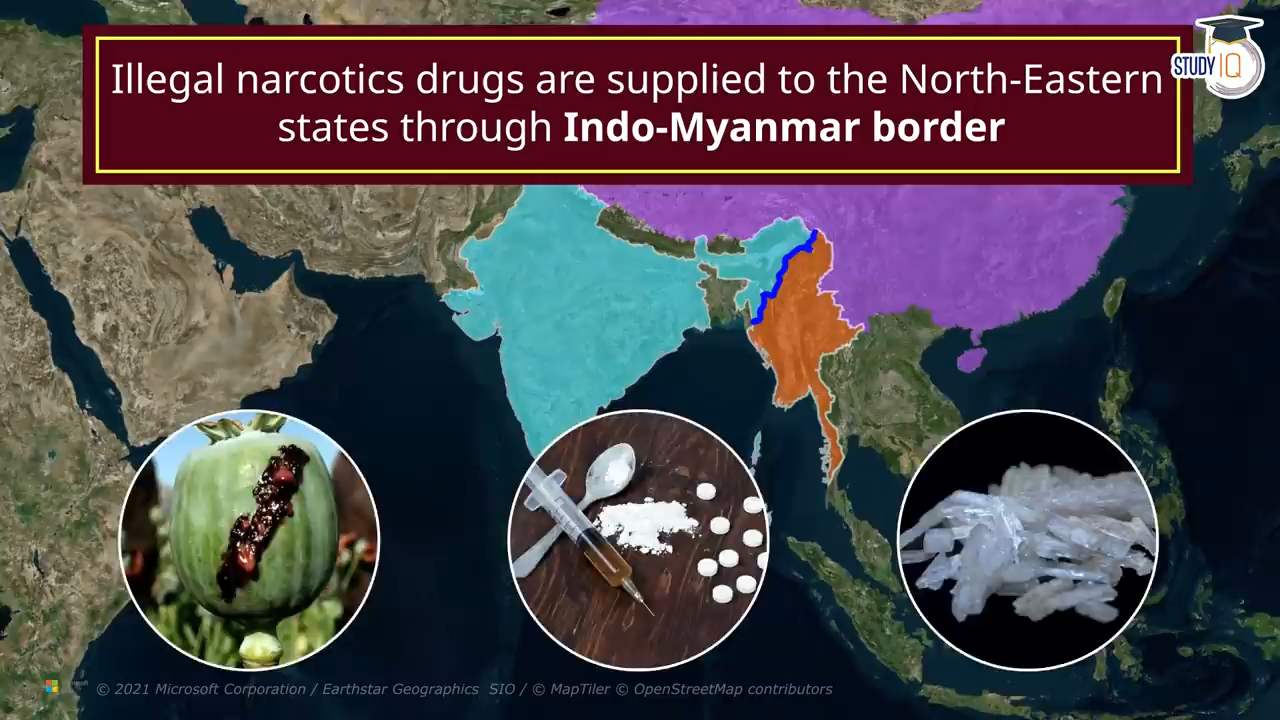 Illegal narcotics drugs are supplied to the North-Eastern
states through Indo-Myanmar border
STUDY IQ
© 2021 Microsoft Corporation / Earthstar Geographics SIO / © MapTiler © OpenStreetMap contributors